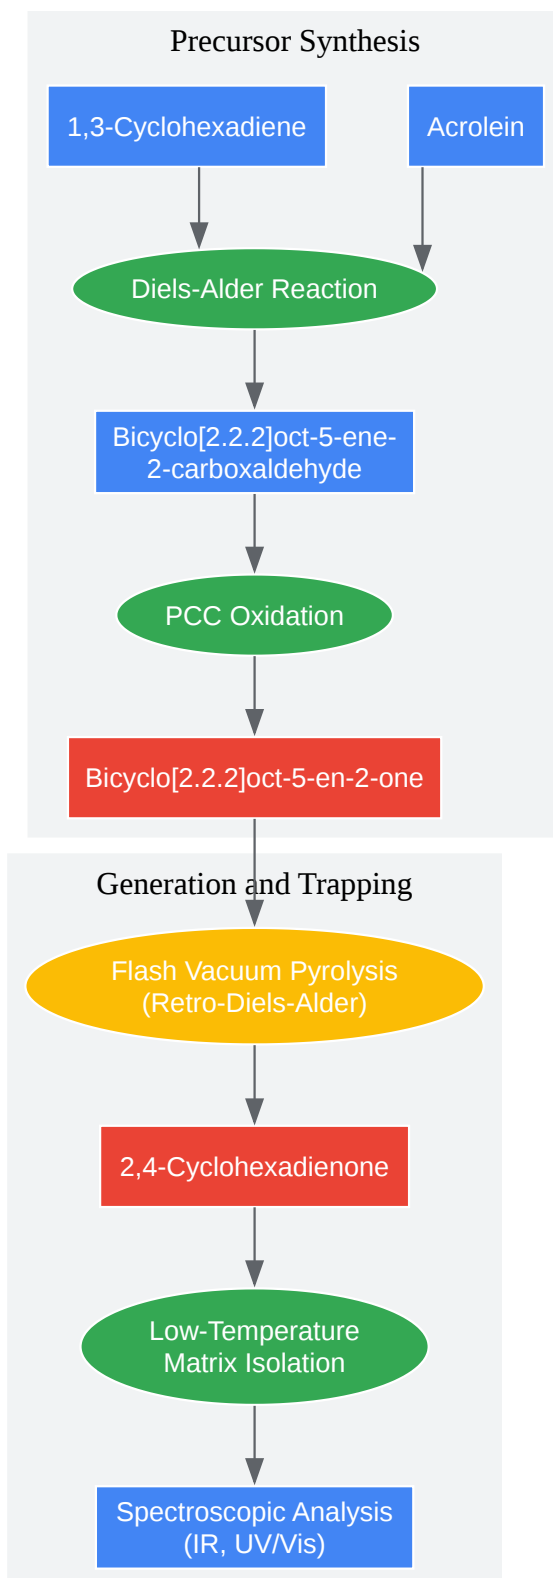 Precursor Synthesis
1,3-Cyclohexadiene
Acrolein
Diels-Alder Reaction
Bicyclo[2.2.2]oct-5-ene-
2-carboxaldehyde
PCC Oxidation
Bicyclo[2.2.2]oct-5-en-2-one
Generation and Trapping
Flash Vacuum Pyrolysis
(Retro-Diels-Alder)
2,4-Cyclohexadienone
Low-Temperature
Matrix Isolation
Spectroscopic Analysis
(IR, UV/Vis)